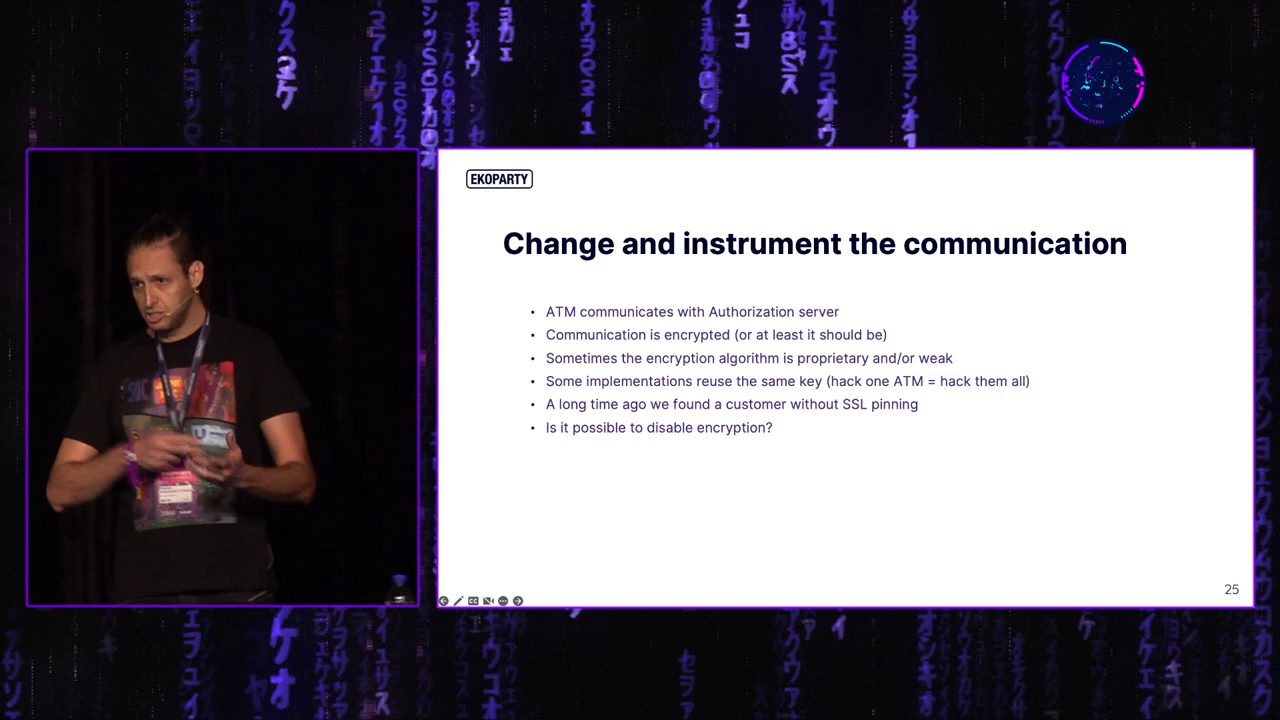 EKOPARTY
Change and instrument the communication
• ATM communicates with Authorization server
• Communication is encrypted (or at least it should be)
• Sometimes the encryption algorithm is proprietary and/or weak
• Some implementations reuse the same key (hack one ATM = hack them all)
• A long time ago we found a customer without SSL pinning
• Is it possible to disable encryption?
25